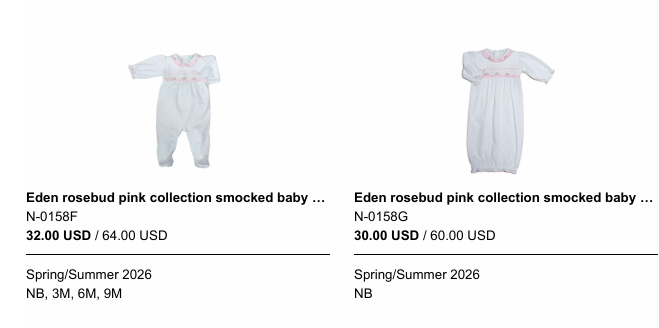 Eden rosebud pink collection smocked baby …
N-0158F
32.00 USD / 64.00 USD
Spring/Summer 2026
NB, 3M, 6M, 9M
Eden rosebud pink collection smocked baby …
N-0158G
30.00 USD / 60.00 USD
Spring/Summer 2026
NB